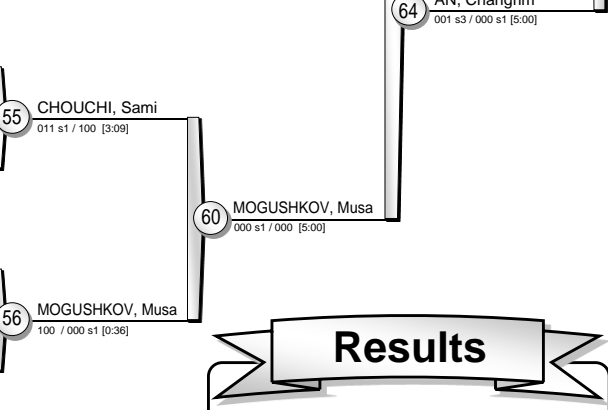 64
AN, Changrim
001 s3 / 000 s1 [5:00]
55
CHOUCHI, Sami
011 s1 / 100 [3:09]
60
MOGUSHKOV, Musa
000 s1 / 000 [5:00]
56
MOGUSHKOV, Musa
100 / 000 s1 [0:36]
Results